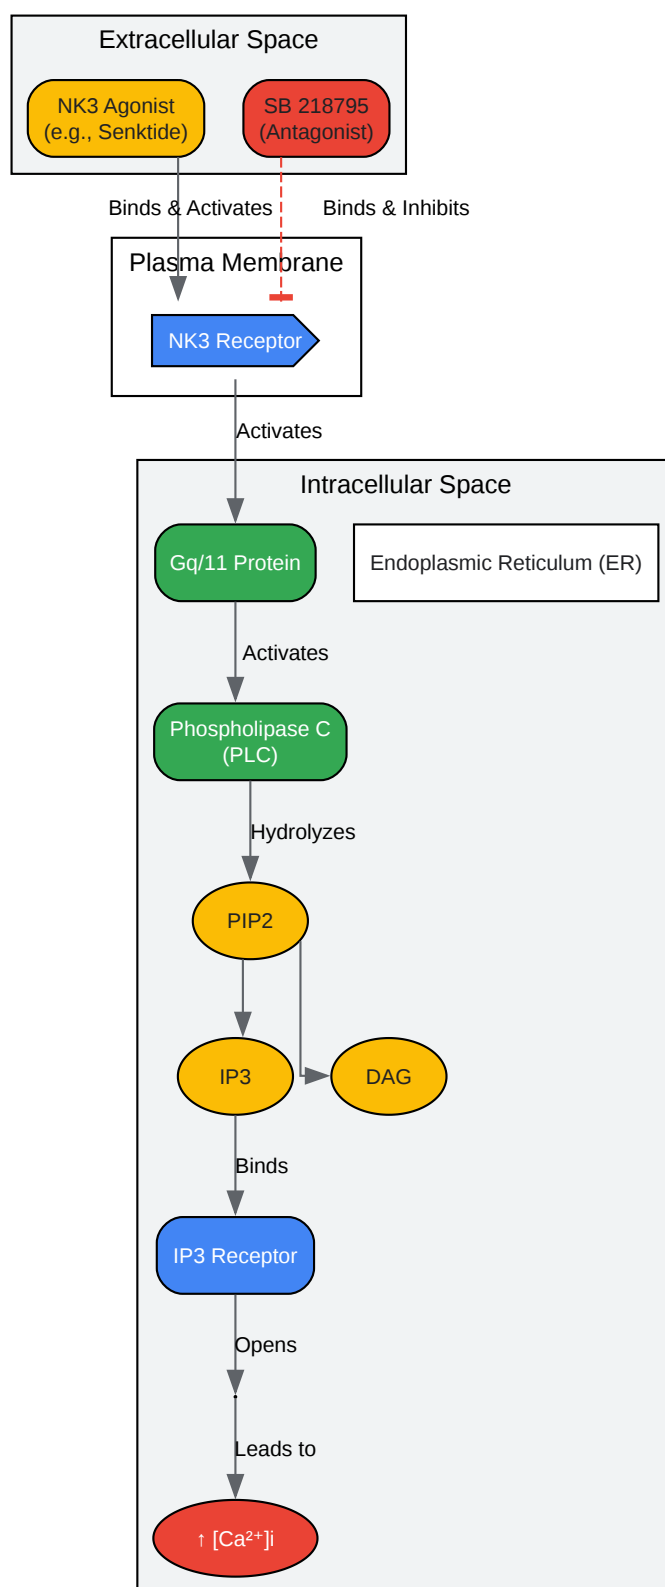 Extracellular Space
NK3 Agonist
(e.g., Senktide)
SB 218795
(Antagonist)
Binds & Activates
Binds & Inhibits
Plasma Membrane
NK3 Receptor
Activates
Intracellular Space
Gq/11 Protein
Endoplasmic Reticulum (ER)
Activates
Phospholipase C
(PLC)
Hydrolyzes
PIP2
IP3
DAG
Binds
IP3 Receptor
Opens
Leads to
↑ [Ca²⁺]i